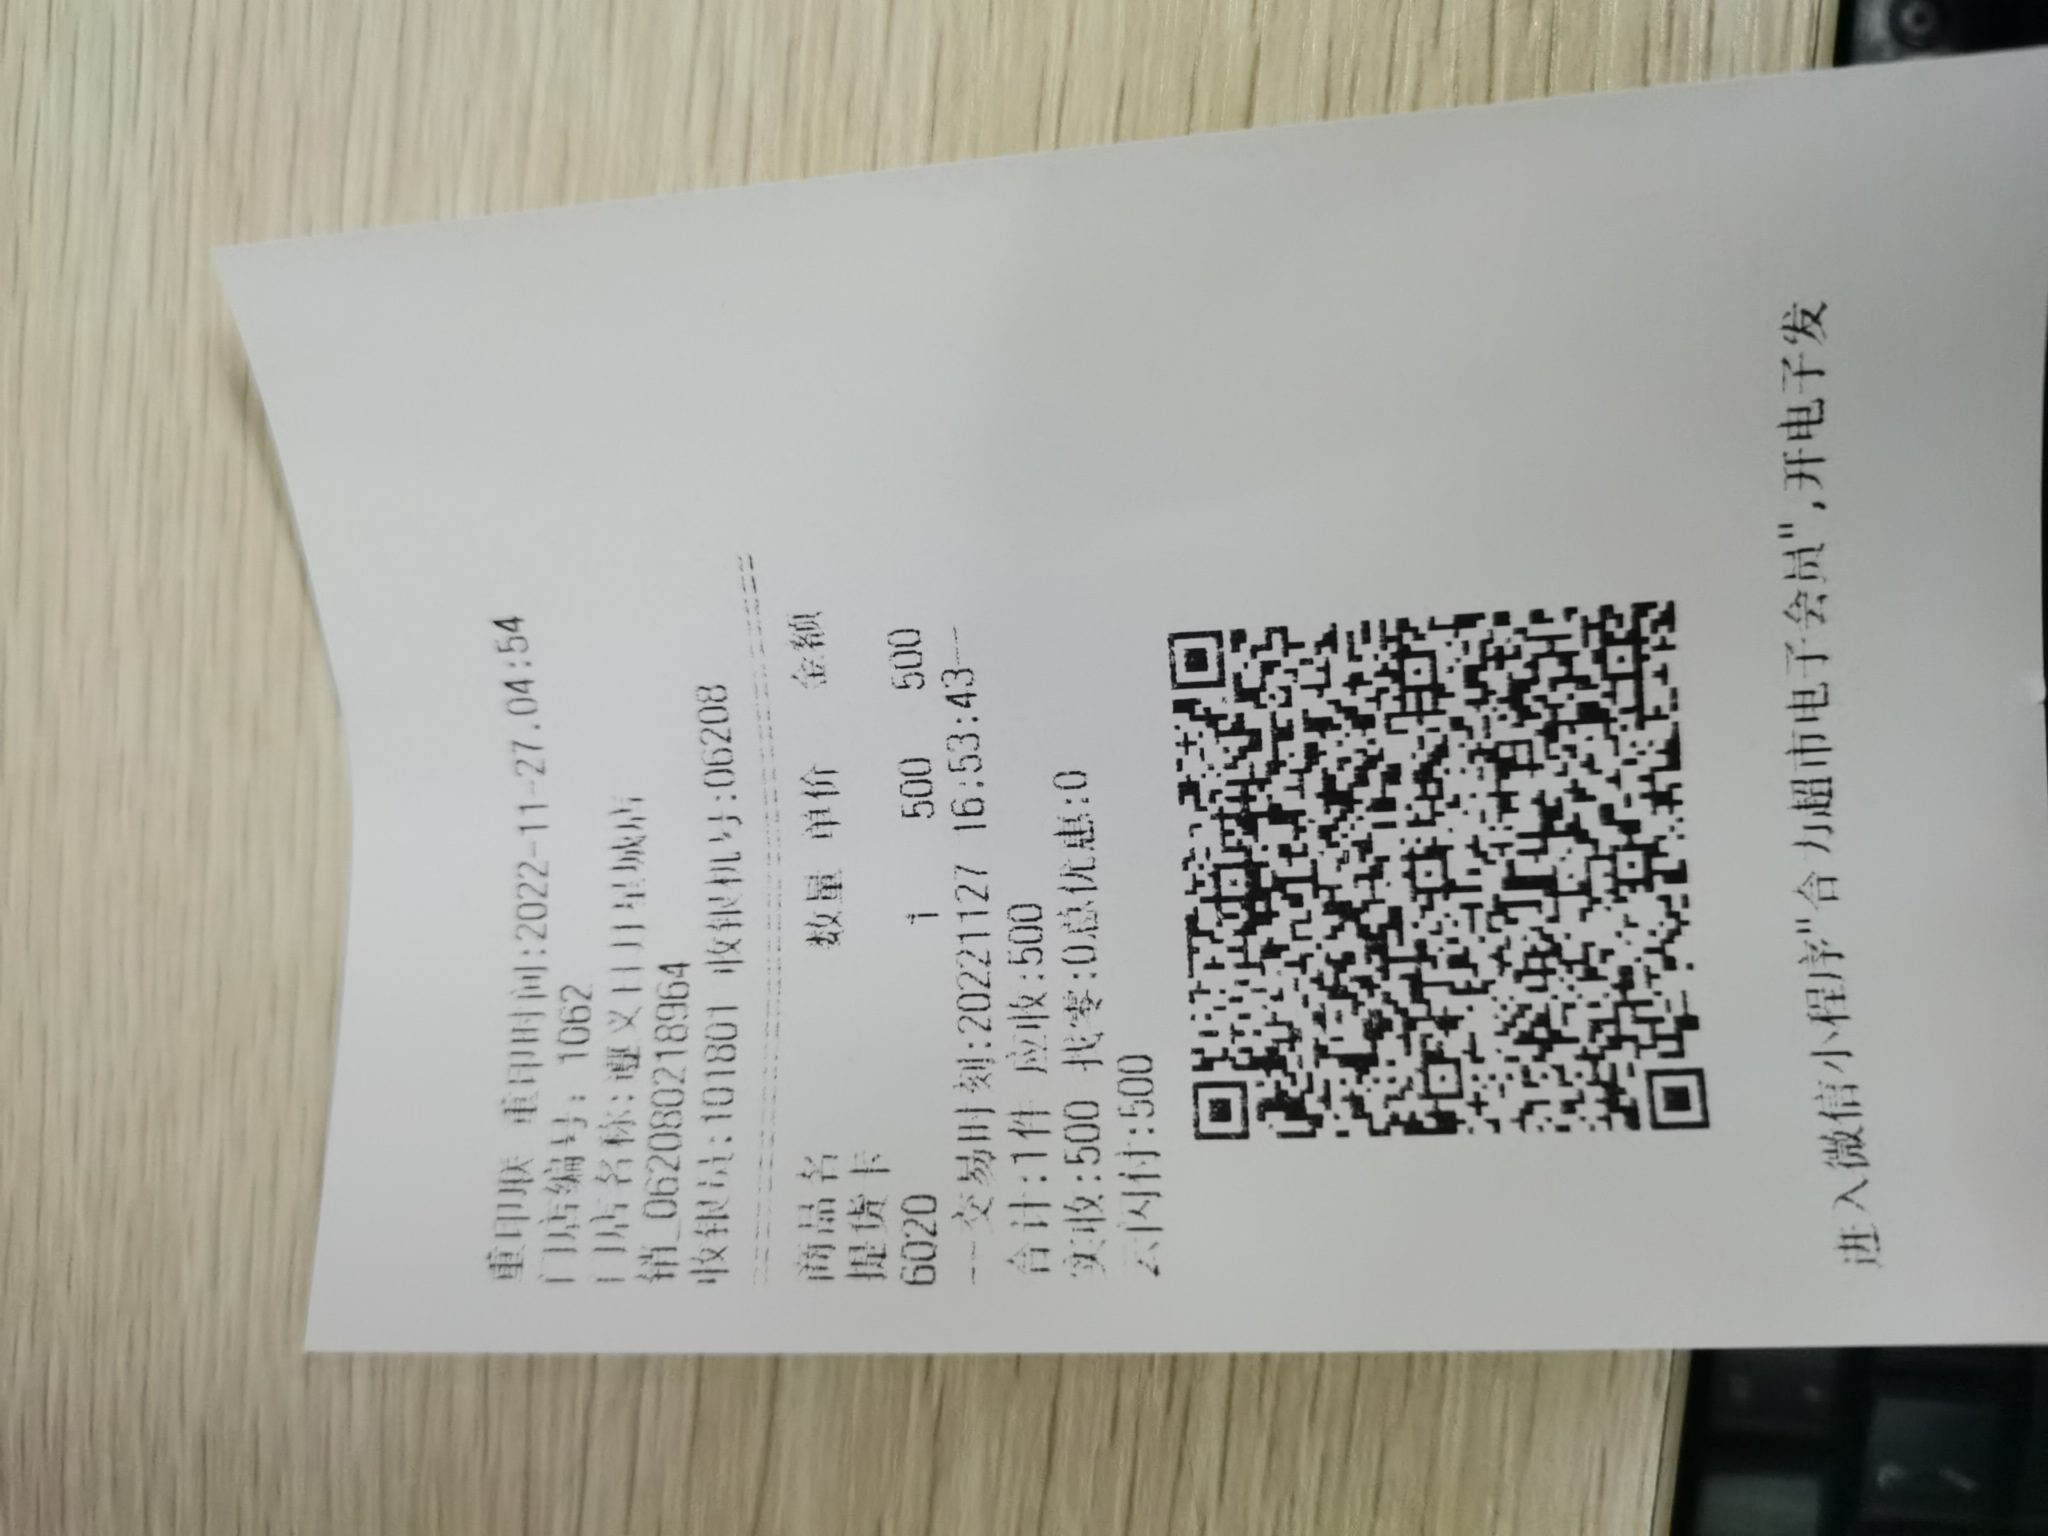 重印联 重印时间:2022-11-27.04:54
门店编号: 1062
门店名称:遵义日月星城店
销_062080218964
收银员:101801 收银机号:06208
商品名 数量 单价 金额
提货卡
6020 1 500 500
---交易时刻:20221127 16:53:43---
合计:1件 应收:500
实收:500 找零:0总优惠:0
云闪付:500
进入微信小程序"合力超市电子会员",开电子发